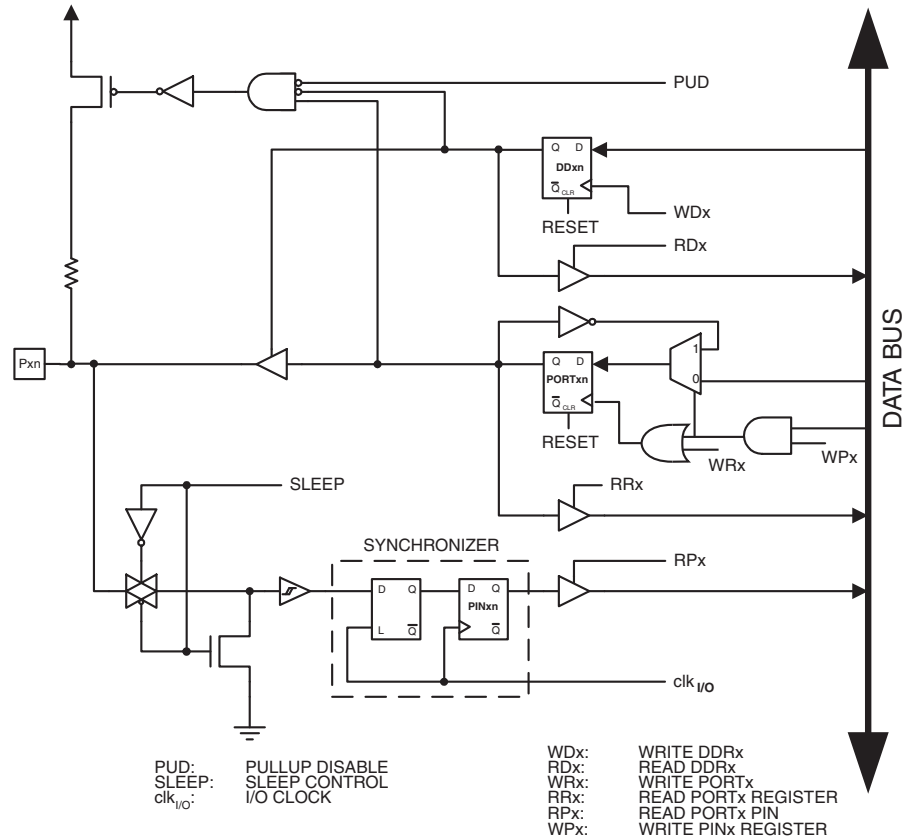 PUD
Q D
DDxn
Q CLR
WDx
RESET
RDx
1
Pxn
Q D
PORTxn
0
Q CLR
DATA BUS
RESET
WRx
WPx
SLEEP
RRx
SYNCHRONIZER
RPx
D Q
D Q
PINxn
L Q
Q
clk I/O
PUD: PULLUP DISABLE
SLEEP: SLEEP CONTROL
clkI/O: I/O CLOCK
WDx: WRITE DDRx
RDx: READ DDRx
WRx: WRITE PORTx
RRx: READ PORTx REGISTER
RPx: READ PORTx PIN
WPx: WRITE PINx REGISTER